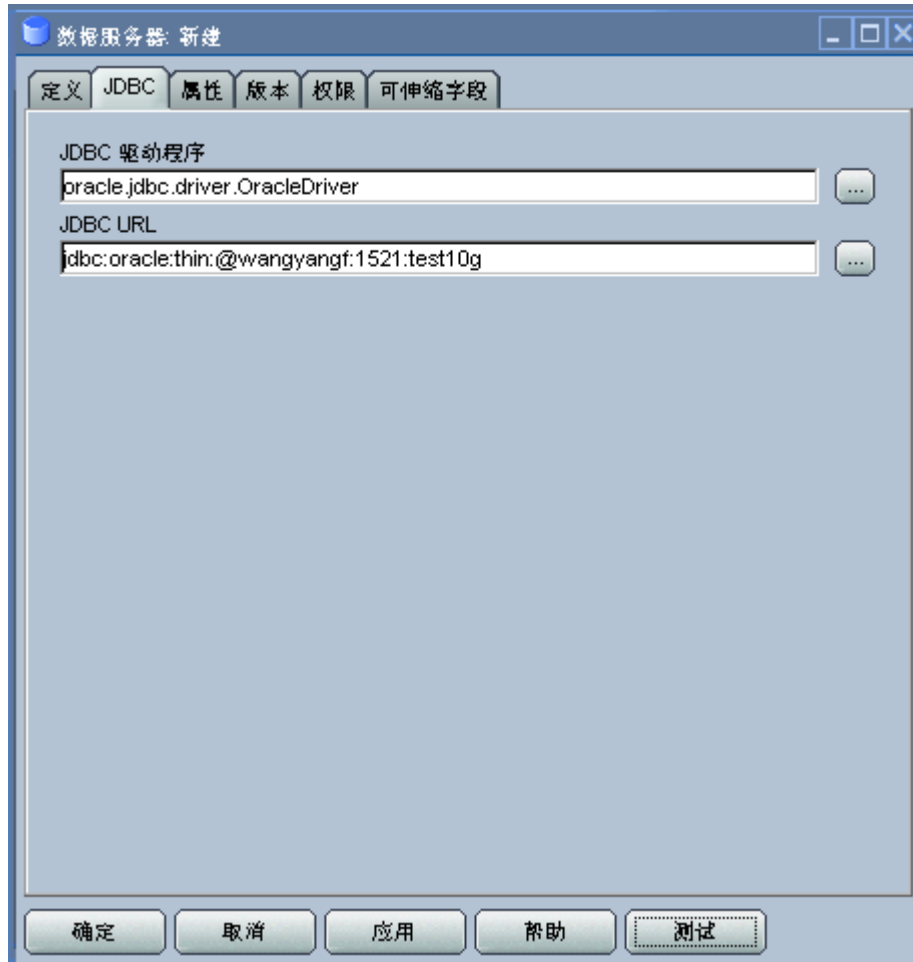 数据服务器: 新建
定义 JDBC 属性 版本 权限 可伸缩字段
JDBC 驱动程序
oracle.jdbc.driver.OracleDriver
...
JDBC URL
jdbc:oracle:thin:@wangyangf:1521:test10g
...
确定 取消 应用 帮助 测试